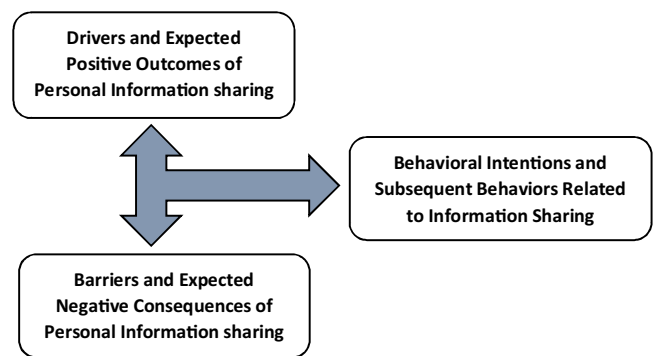 Drivers and Expected
Positive Outcomes of
Personal Information sharing
Behavioral Intentions and
Subsequent Behaviors Related
to Information Sharing
Barriers and Expected
Negative Consequences of
Personal Information sharing